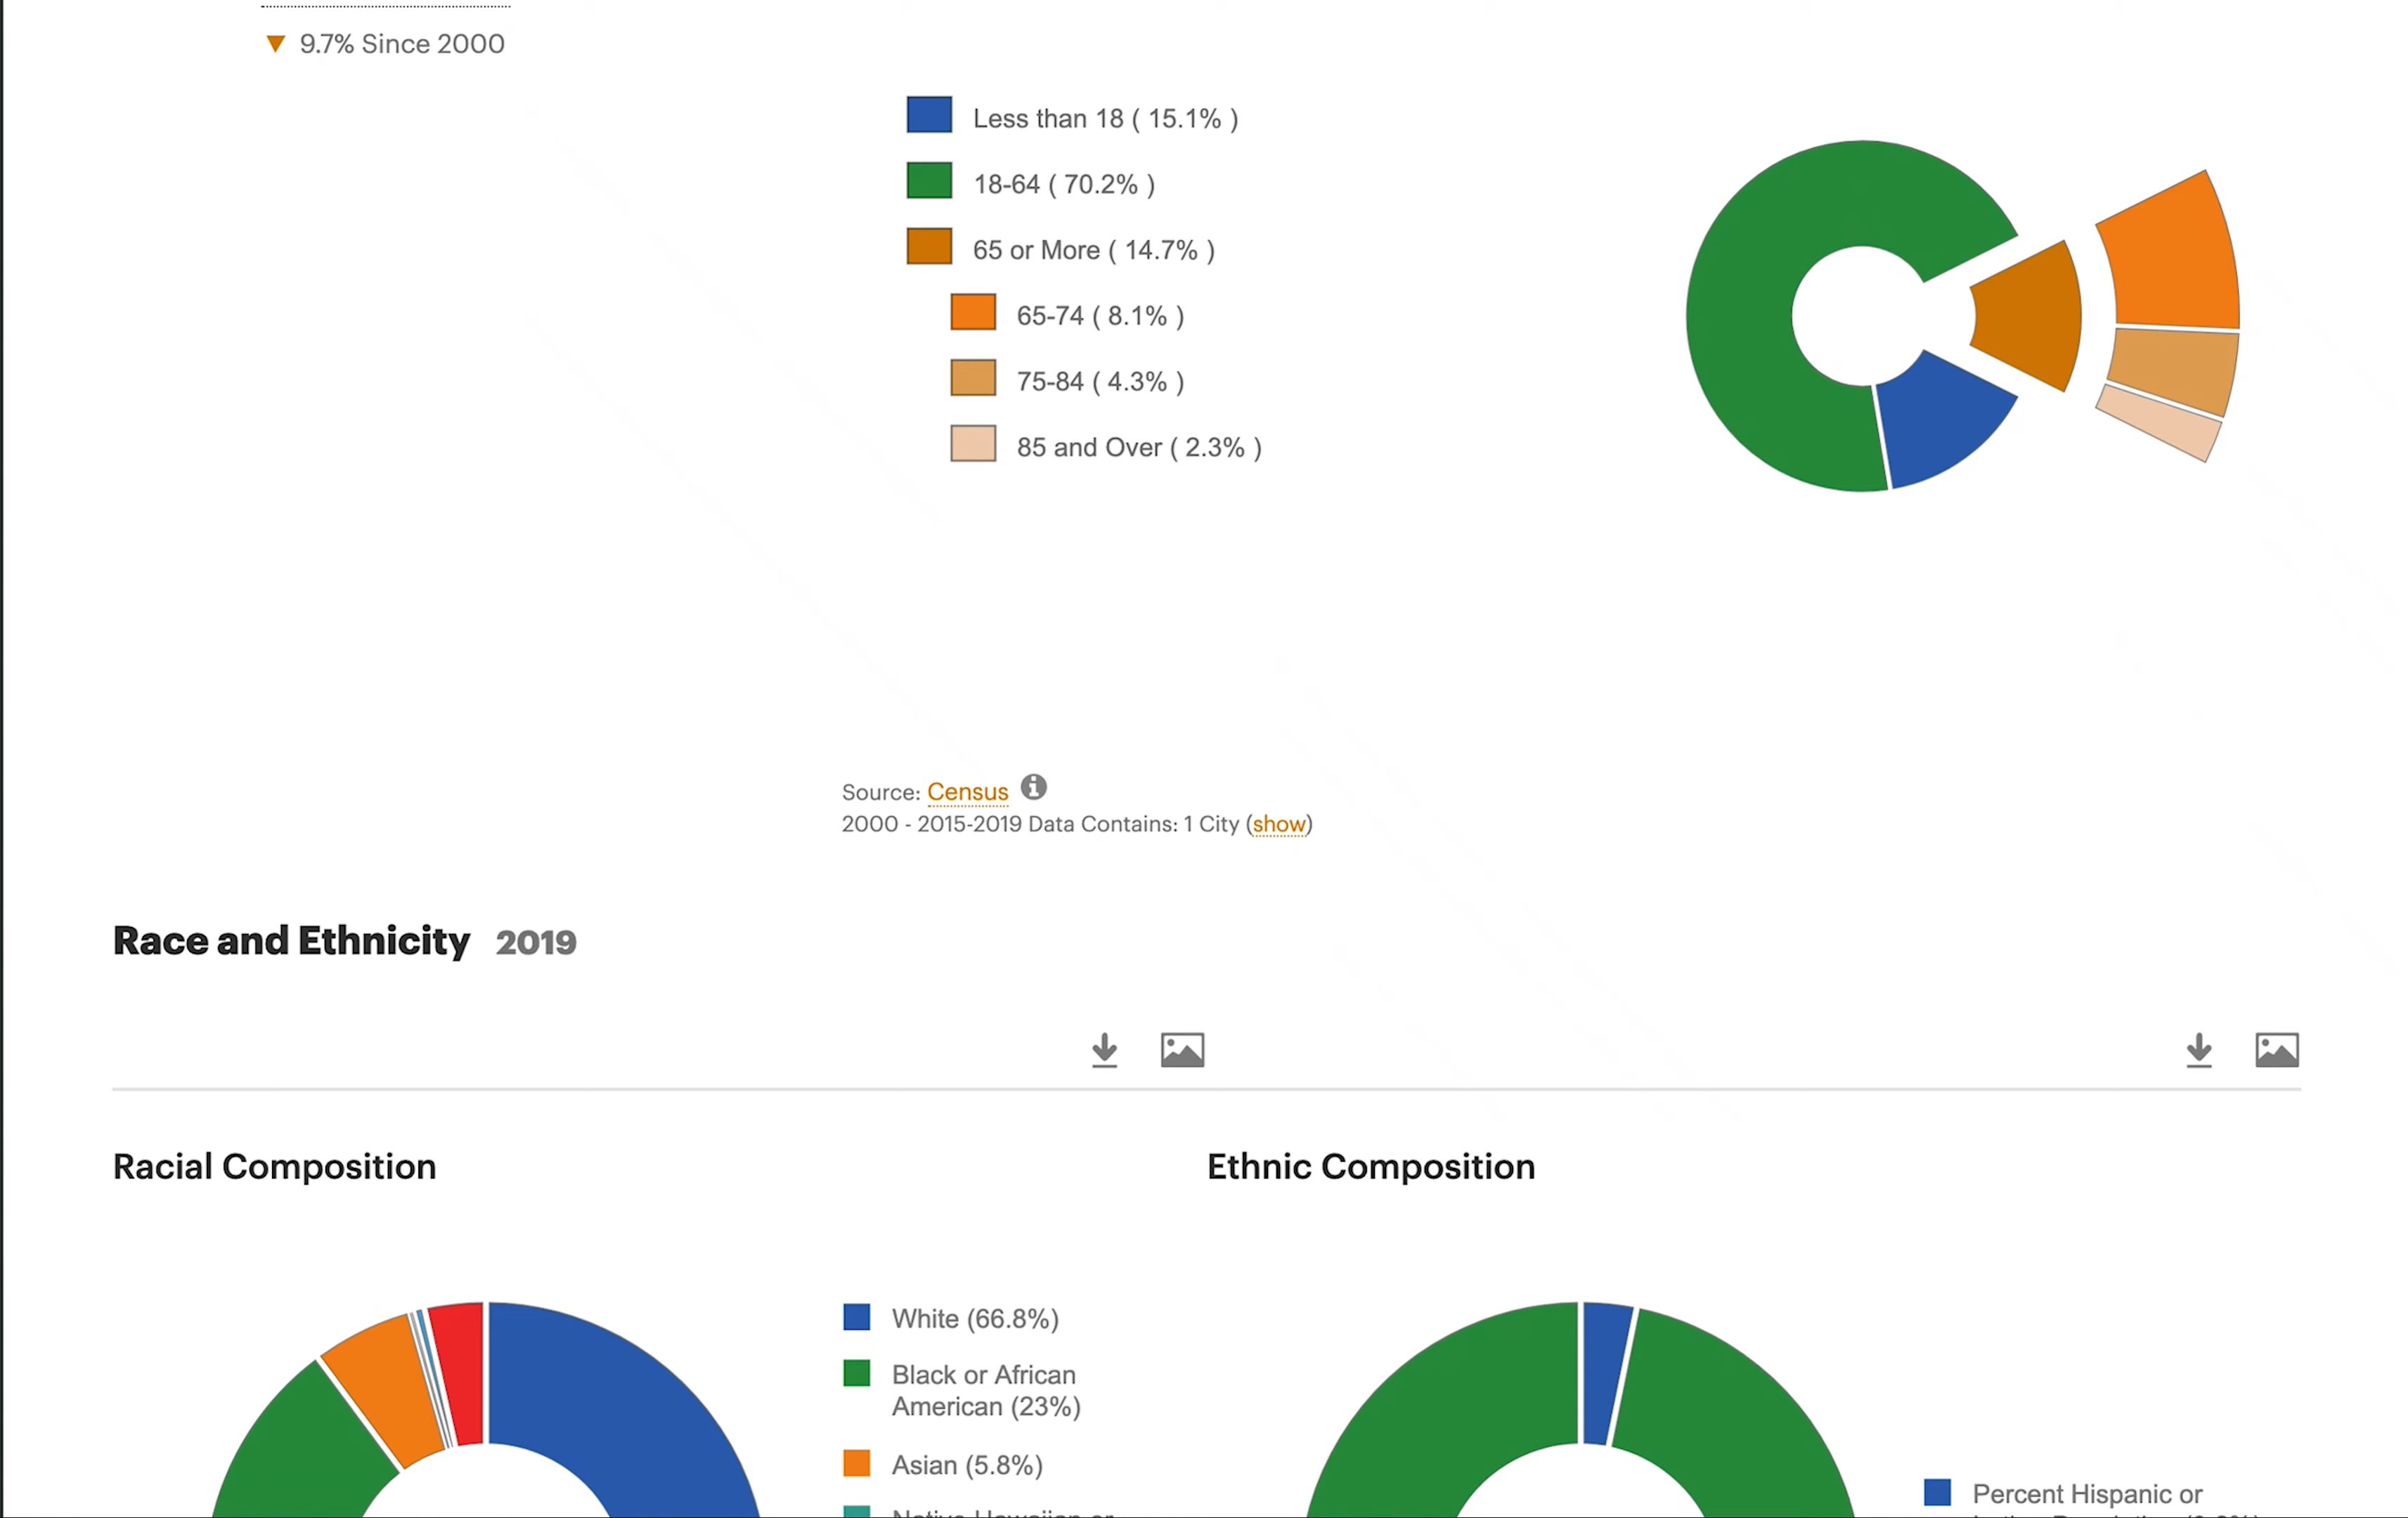 9.7% Since 2000
Less than 18 ( 15.1% )
18-64 ( 70.2% )
65 or More ( 14.7% )
65-74 ( 8.1% )
75-84 ( 4.3% )
85 and Over ( 2.3% )
Source: Census
2000 - 2015-2019 Data Contains: 1 City (show)
Race and Ethnicity 2019
Racial Composition
Ethnic Composition
White (66.8%)
Black or African
American (23%)
Asian (5.8%)
Native Hawaiian or
Percent Hispanic or